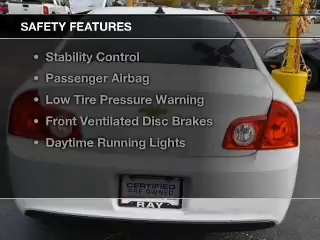 SAFETY FEATURES
• Stability Control
• Passenger Airbag
• Low Tire Pressure Warning
• Front Ventilated Disc Brakes
• Daytime Running Lights
CERTIFIED
PRE-OWNED
RAY